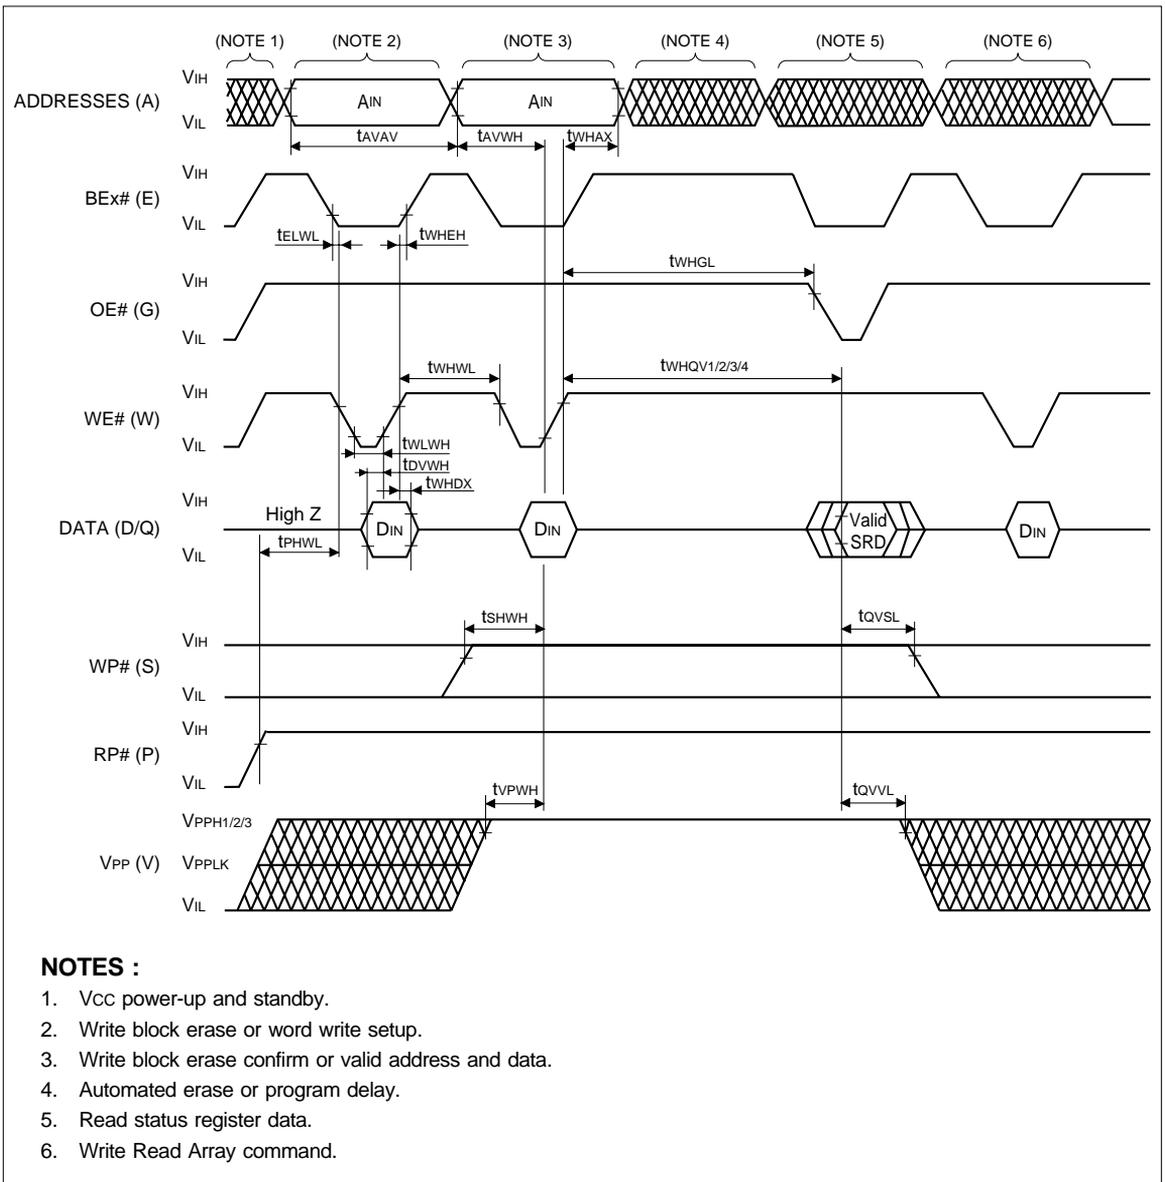 (NOTE 1) (NOTE 2) (NOTE 3) (NOTE 4) (NOTE 5) (NOTE 6)
VIH
ADDRESSES (A) AIN AIN
VIL
tAVAV tAVWH tWHAX
VIH
BEx# (E)
VIL
tELWL tWHEH
tWHGL
VIH
OE# (G)
VIL
tWHWL tWHQV1/2/3/4
VIH
WE# (W)
VIL
tWLWH
tDVWH
tWHDX
VIH
High Z
DATA (D/Q) DIN DIN Valid SRD DIN
tPHWL
VIL
tSHWH tQVSL
VIH
WP# (S)
VIL
VIH
RP# (P)
VIL
tVPWH tQVVL
VPPH1/2/3
VPP (V) VPPLK
VIL
NOTES :
1. VCC power-up and standby.
2. Write block erase or word write setup.
3. Write block erase confirm or valid address and data.
4. Automated erase or program delay.
5. Read status register data.
6. Write Read Array command.